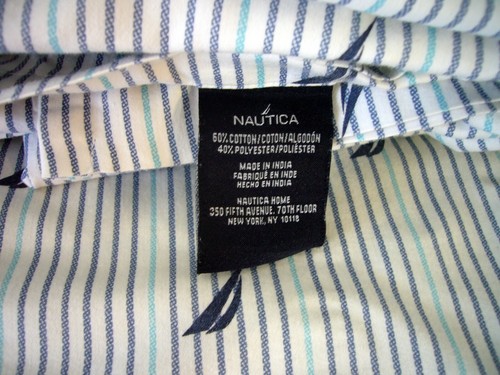 NAUTICA
60% COTTON/COTON/ALGODÓN
40% POLYESTER/POLIÉSTER
MADE IN INDIA
FABRIQUÉ EN INDE
HECHO EN INDIA
NAUTICA HOME
350 FIFTH AVENUE, 70TH FLOOR
NEW YORK, NY 10118